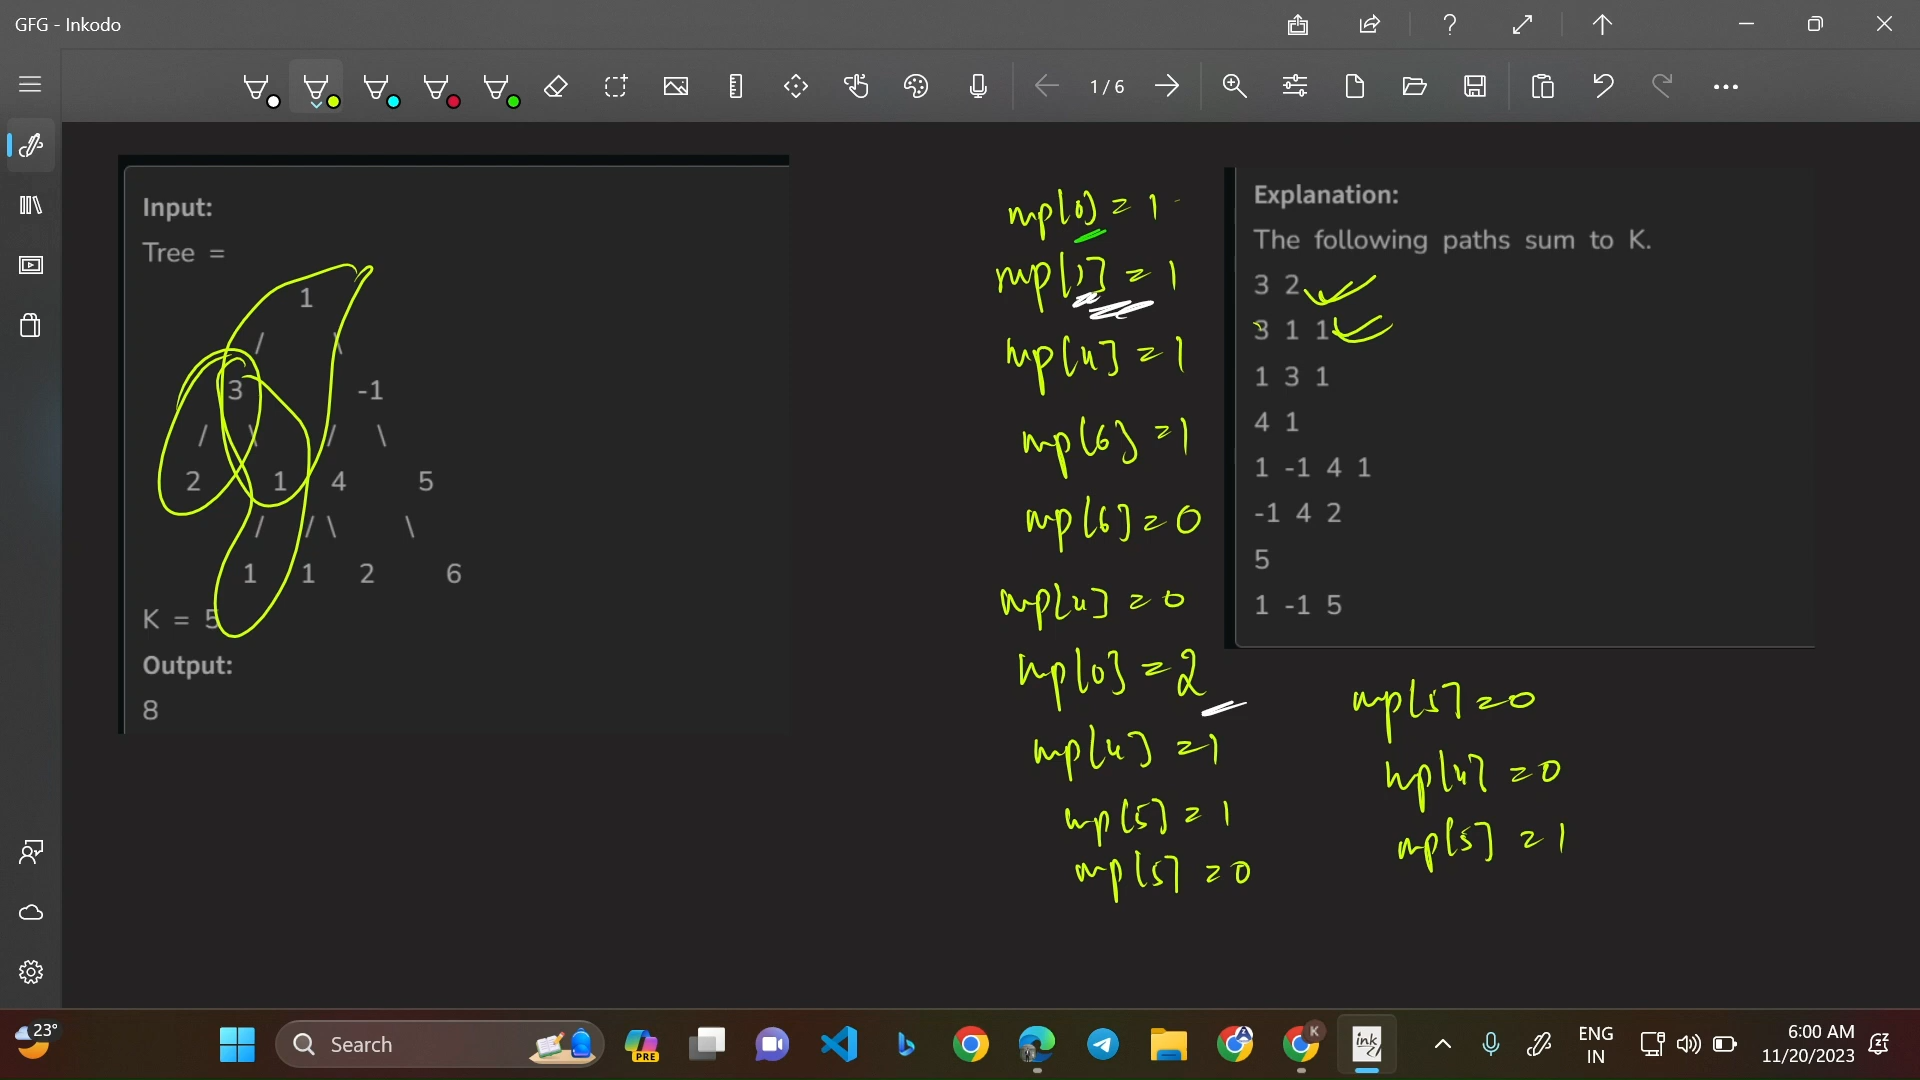 GFG - Inkodo
1 / 6
Input:
Tree =
1
/ \
3 -1
/ \ / \
2 1 4 5
/ / \ \
1 1 2 6
K = 5
Output:
8
mp[0] = 1
mp[1] = 1
mp[4] = 1
mp[6] = 1
mp[6] = 0
mp[4] = 0
mp[0] = 2
mp[4] = 1
mp[5] = 1
mp[5] = 0
Explanation:
The following paths sum to K.
3 2
3 1 1
1 3 1
4 1
1 -1 4 1
-1 4 2
5
1 -1 5
mp[5] = 0
mp[4] = 0
mp[5] = 1
23°
Search
PRE
K
ink
ENG
IN
6:00 AM
11/20/2023